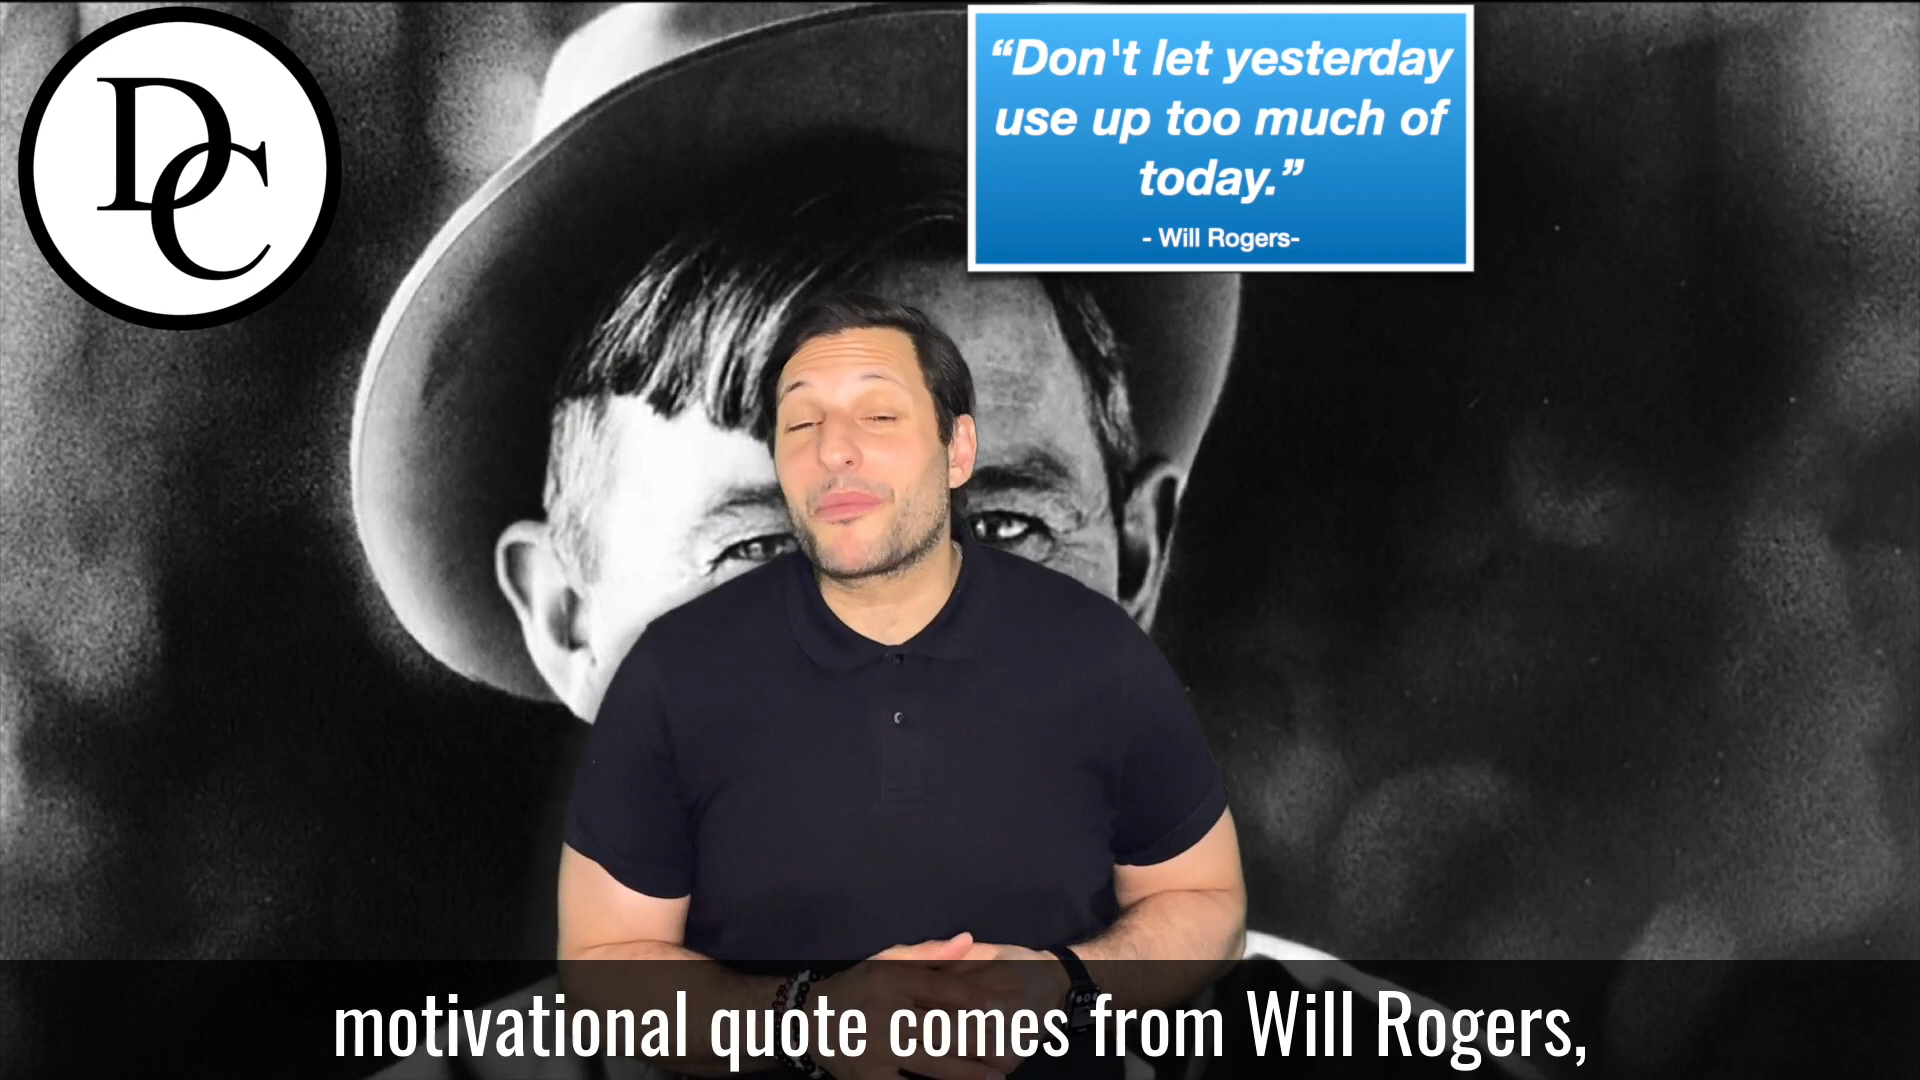 DC
“Don't let yesterday
use up too much of
today.”
- Will Rogers-
motivational quote comes from Will Rogers,